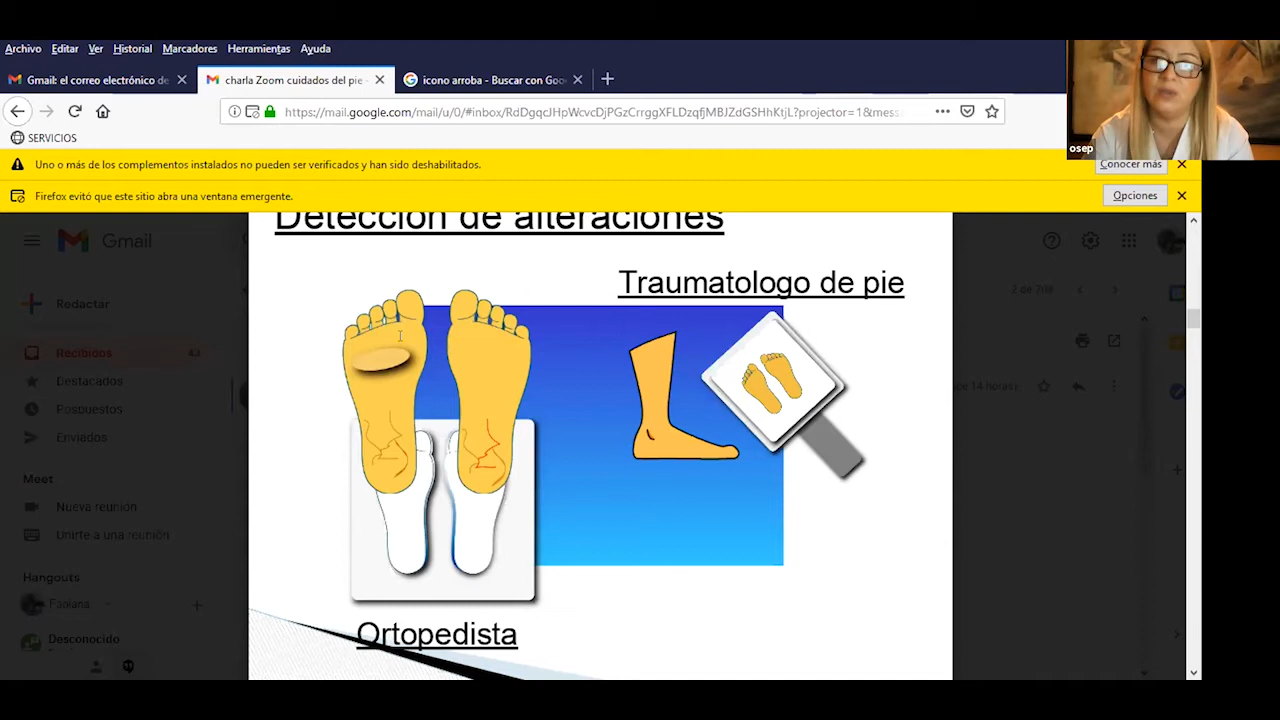 Archivo Editar Ver Historial Marcadores Herramientas Ayuda
Gmail: el correo electrónico de
charla Zoom cuidados del pie -
icono arroba - Buscar con Goo
https://mail.google.com/mail/u/0/#inbox/RdDgqcJHpWcvcDjPGzCrrggXFLDzqfjMBJZdGSHhKtjL?projector=1&mess
SERVICIOS
osep
Uno o más de los complementos instalados no pueden ser verificados y han sido deshabilitados.
Conocer más
Firefox evitó que este sitio abra una ventana emergente.
Opciones
Deteccion de alteraciones
Gmail
Redactar
Recibidos
Destacados
Pospuestos
Enviados
Meet
Nueva reunión
Unirte a una reunión
Hangouts
Fabiana
Desconocido
Traumatologo de pie
Ortopedista